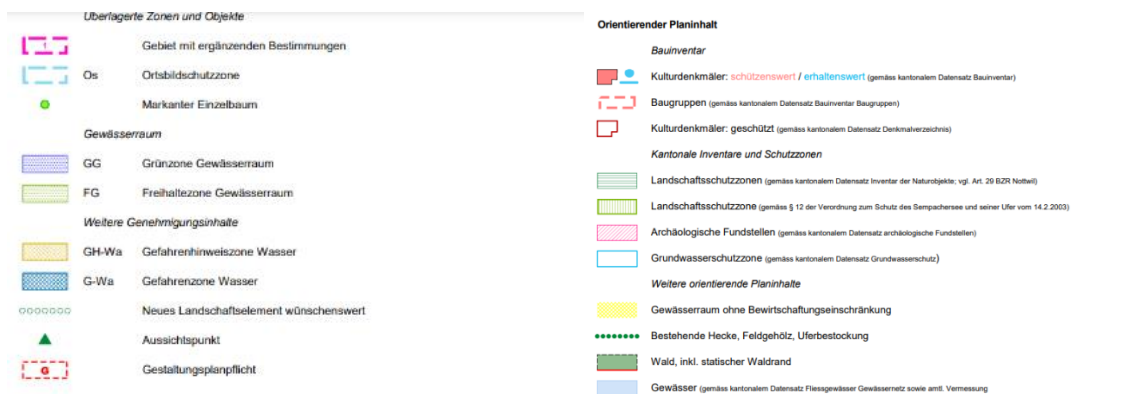 Überlagerte Zonen und Objekte
1 Gebiet mit ergänzenden Bestimmungen
Os Ortsbildschutzzone
Markanter Einzelbaum
Gewässerraum
GG Grünzone Gewässerraum
FG Freihaltezone Gewässerraum
Weitere Genehmigungsinhalte
GH-Wa Gefahrenhinweiszone Wasser
G-Wa Gefahrenzone Wasser
Neues Landschaftselement wünschenswert
Aussichtspunkt
G Gestaltungsplanpflicht
Orientierender Planinhalt
Bauinventar
Kulturdenkmäler: schützenswert / erhaltenswert (gemäss kantonalem Datensatz Bauinventar)
Baugruppen (gemäss kantonalem Datensatz Bauinventar Baugruppen)
Kulturdenkmäler: geschützt (gemäss kantonalem Datensatz Denkmalverzeichnis)
Kantonale Inventare und Schutzzonen
Landschaftsschutzzonen (gemäss kantonalem Datensatz Inventar der Naturobjekte; vgl. Art. 29 BZR Nottwil)
Landschaftsschutzzone (gemäss § 12 der Verordnung zum Schutz des Sempachersee und seiner Ufer vom 14.2.2003)
Archäologische Fundstellen (gemäss kantonalem Datensatz archäologische Fundstellen)
Grundwasserschutzzone (gemäss kantonalem Datensatz Grundwasserschutz)
Weitere orientierende Planinhalte
Gewässerraum ohne Bewirtschaftungseinschränkung
Bestehende Hecke, Feldgehölz, Uferbestockung
Wald, inkl. statischer Waldrand
Gewässer (gemäss kantonalem Datensatz Fliessgewässer Gewässernetz sowie amtl. Vermessung